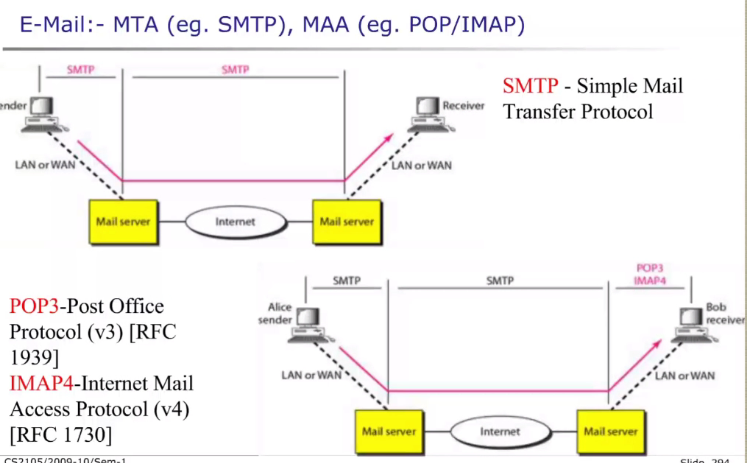 E-Mail:- MTA (eg. SMTP), MAA (eg. POP/IMAP)
SMTP
SMTP
ender
Receiver
LAN or WAN
LAN or WAN
Mail server
Internet
Mail server
SMTP - Simple Mail
Transfer Protocol
POP3-Post Office
Protocol (v3) [RFC
1939]
IMAP4-Internet Mail
Access Protocol (v4)
[RFC 1730]
SMTP
SMTP
POP3
IMAP4
Alice
sender
Bob
receiver
LAN or WAN
LAN or WAN
Mail server
Internet
Mail server
CS2105/2009-10/Sem-1
Slide 294